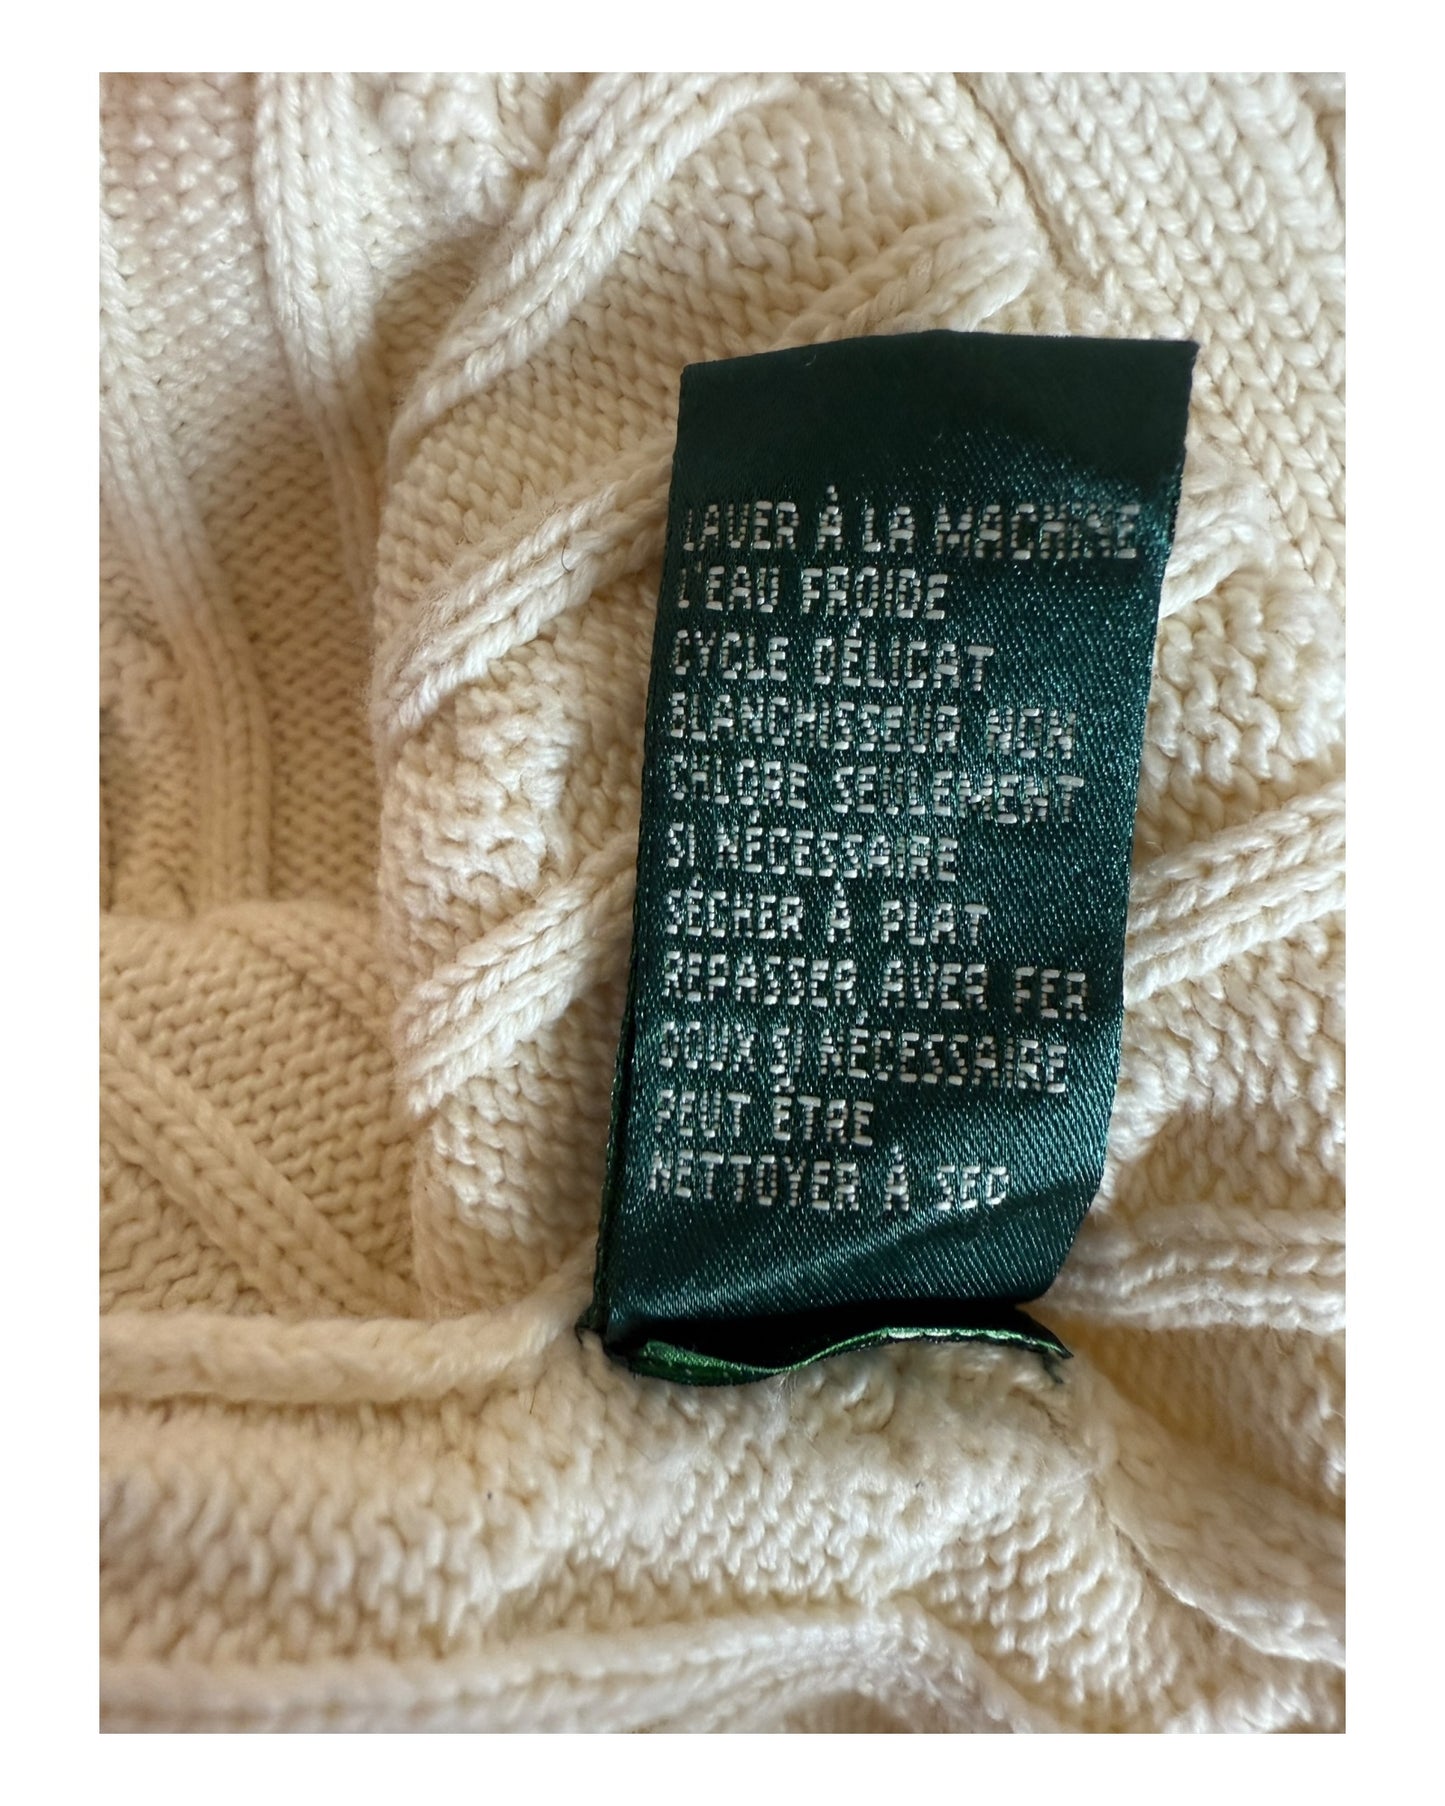 LAVER À LA MACHINE
L'EAU FROIDE
CYCLE DÉLICAT
BLANCHISSEUR NON
CHLORE SEULEMENT
SI NÉCESSAIRE
SÉCHER À PLAT
REPASSER AVER FER
DOUX SI NÉCESSAIRE
PEUT ÊTRE
NETTOYER À SEC